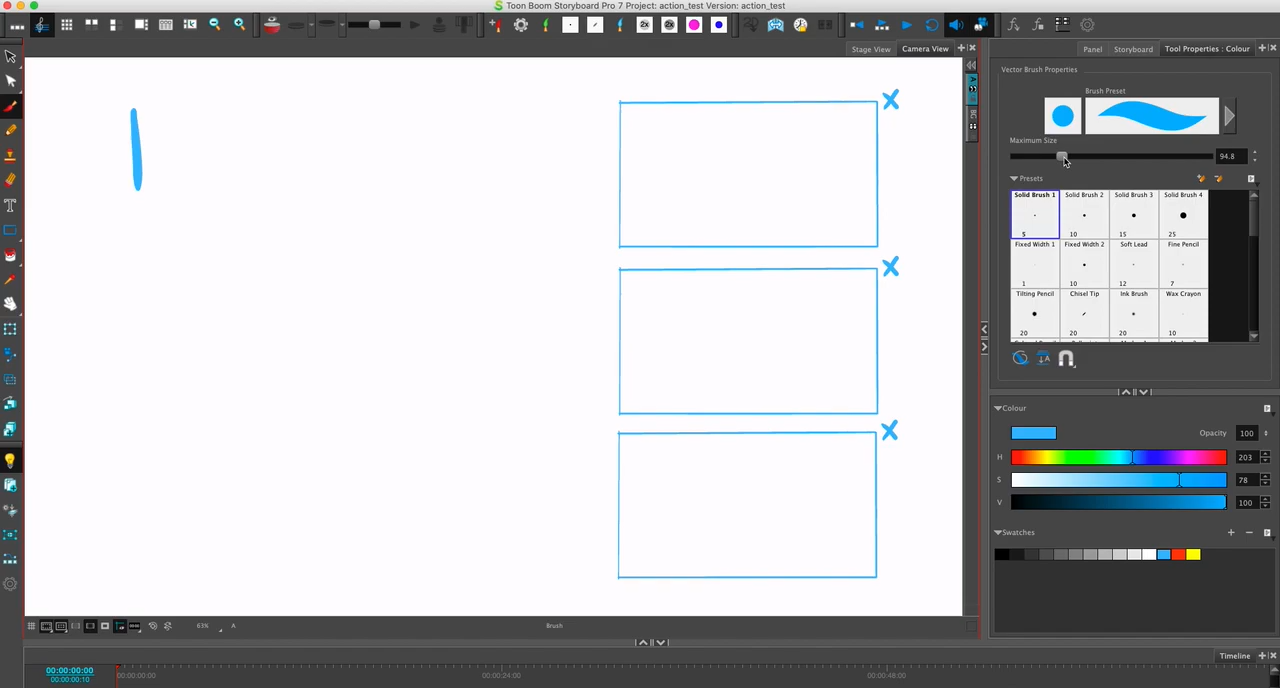 Toon Boom Storyboard Pro 7 Project: action_test Version: action_test
Stage View
Camera View
Panel
Storyboard
Tool Properties : Colour
Vector Brush Properties
Brush Preset
Maximum Size
94.8
Presets
Solid Brush 1
Solid Brush 2
Solid Brush 3
Solid Brush 4
5
10
15
25
Fixed Width 1
Fixed Width 2
Soft Lead
Fine Pencil
1
10
12
7
Tilting Pencil
Chisel Tip
Ink Brush
Wax Crayon
20
20
20
10
Colour
Opacity
100
H
203
S
78
V
100
Swatches
63%
Brush
Timeline
00:00:00:00
00:00:00:10
00:00:00:00
00:00:24:00
00:00:48:00